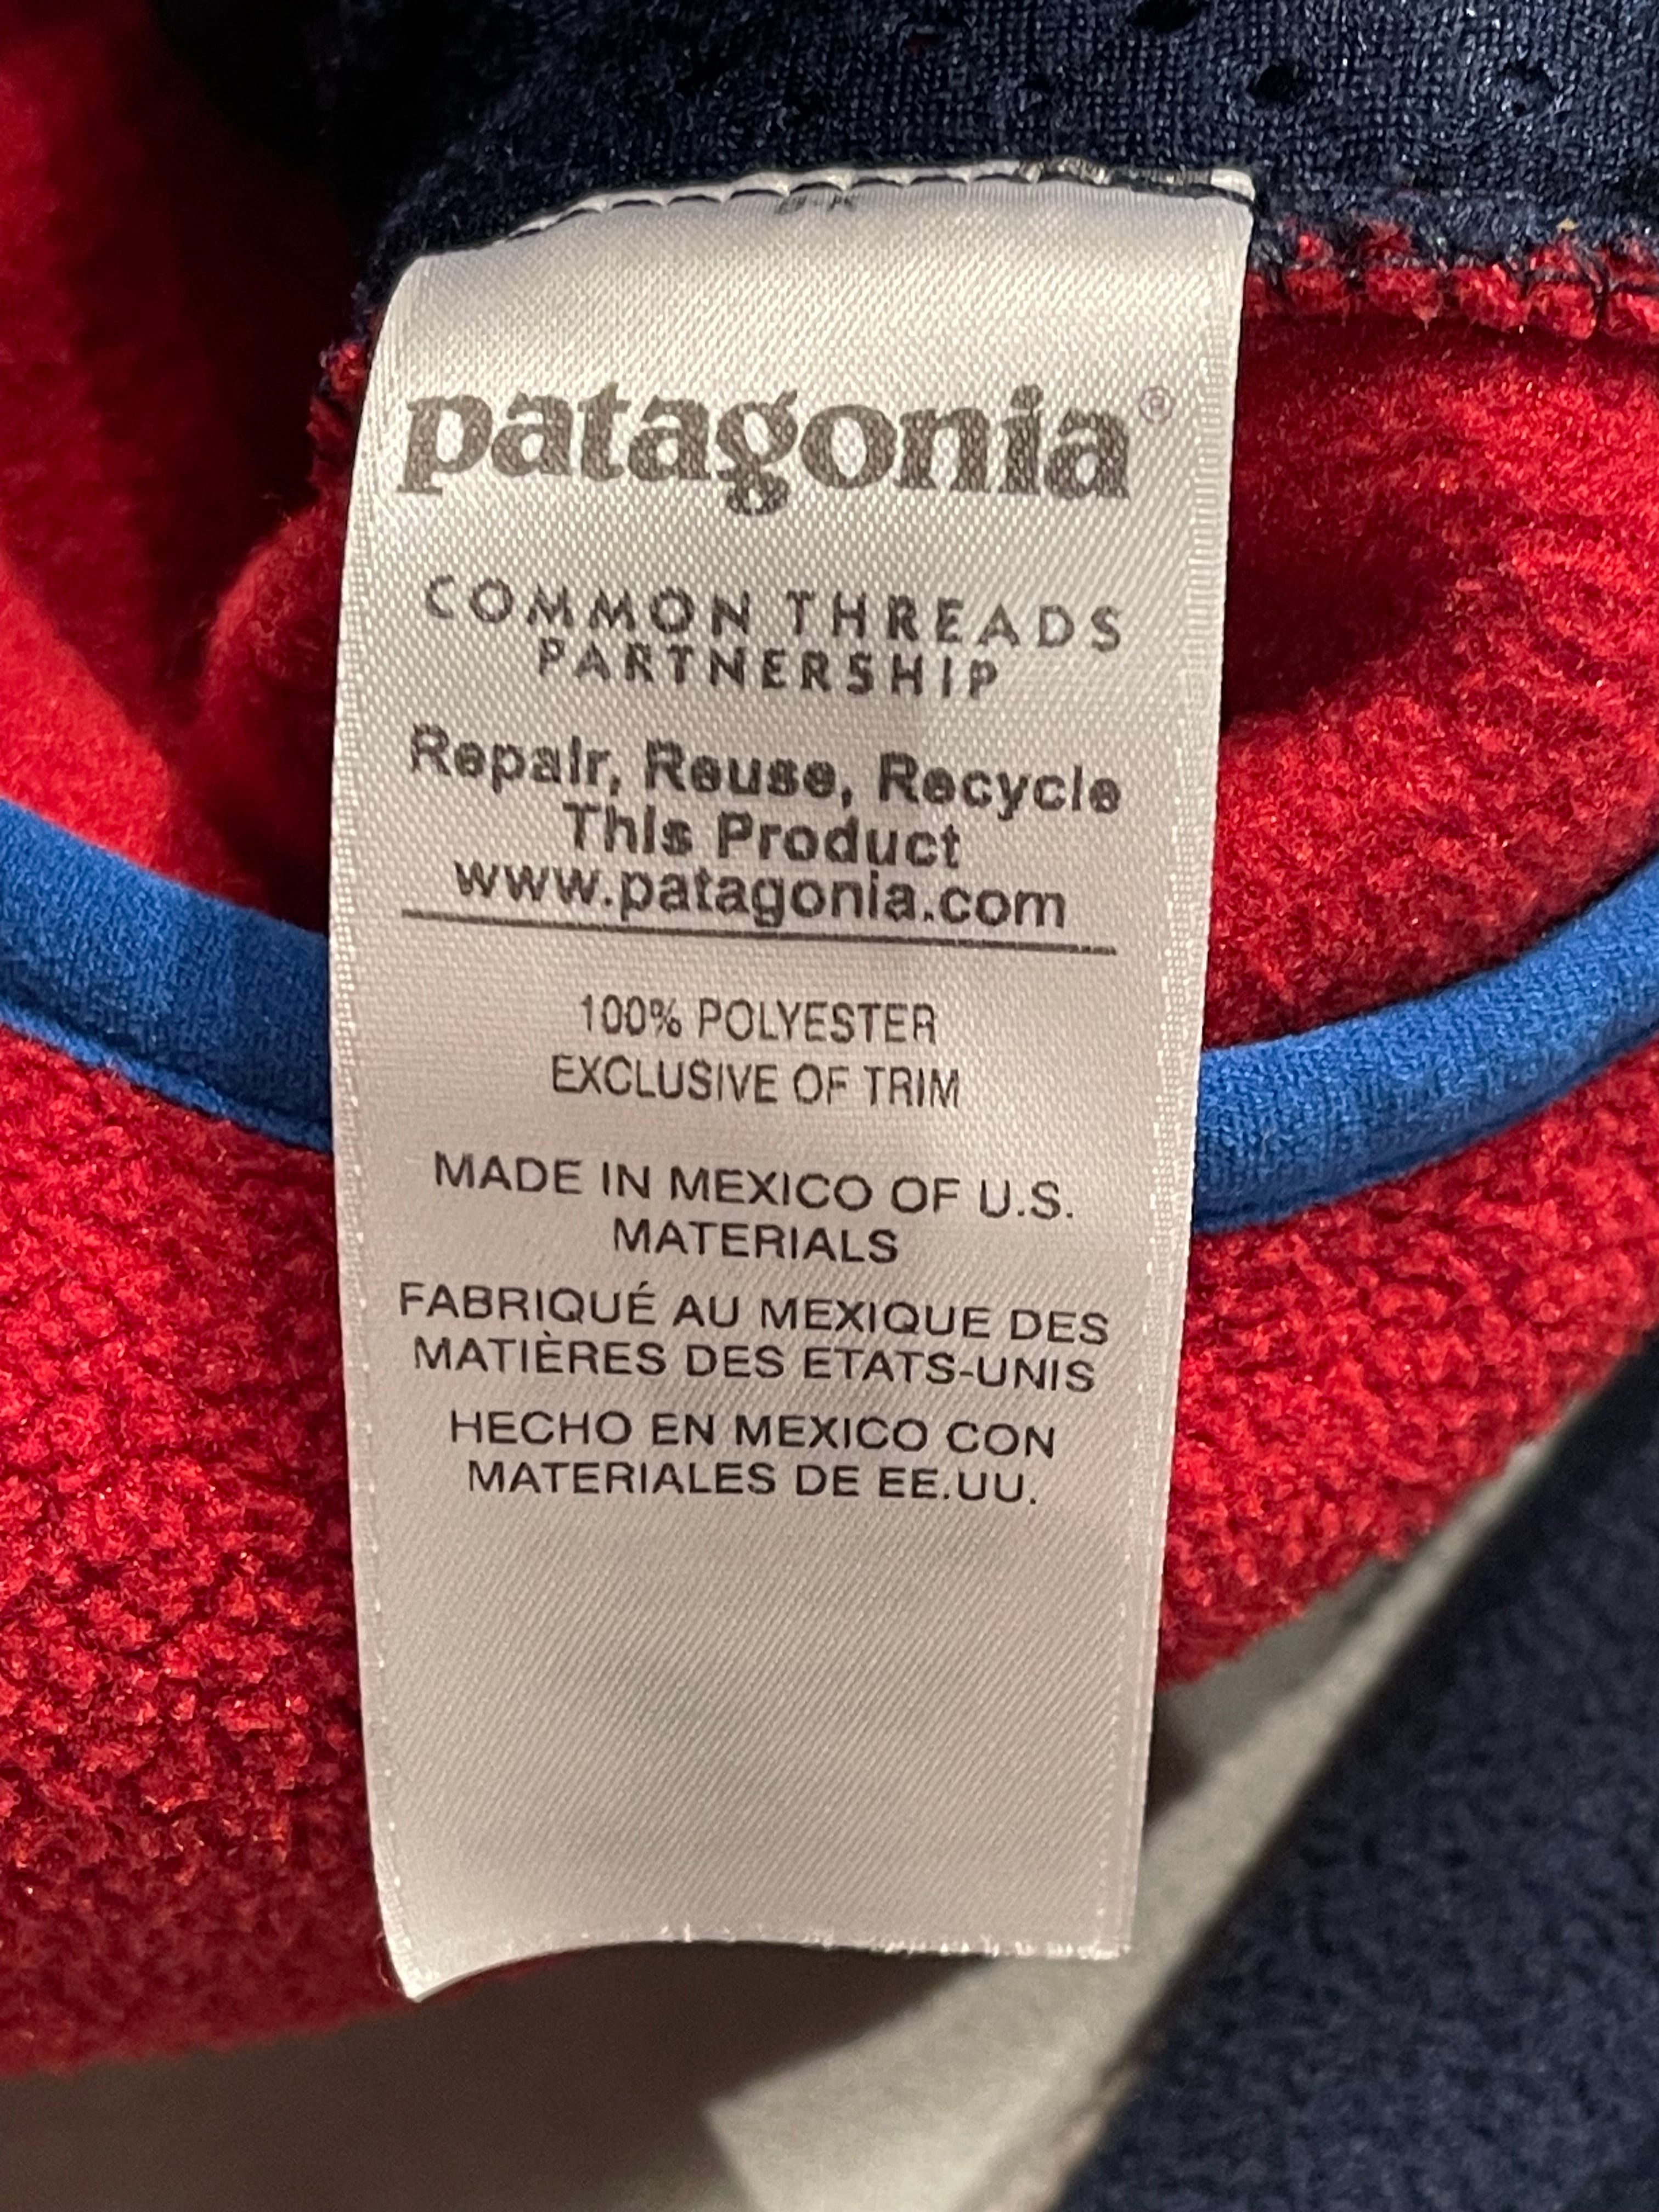 patagonia®
COMMON THREADS
PARTNERSHIP
Repair, Reuse, Recycle
This Product
www.patagonia.com
100% POLYESTER
EXCLUSIVE OF TRIM
MADE IN MEXICO OF U.S.
MATERIALS
FABRIQUÉ AU MEXIQUE DES
MATIÈRES DES ETATS-UNIS
HECHO EN MEXICO CON
MATERIALES DE EE.UU.